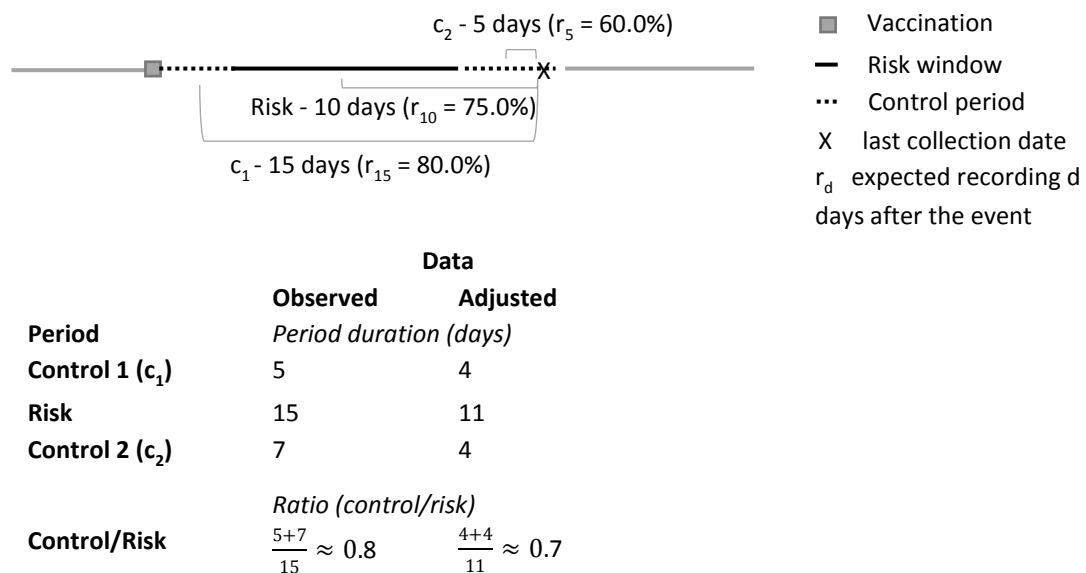 c₂ - 5 days (r₅ = 60.0%)
X
Risk - 10 days (r₁₀ = 75.0%)
c₁ - 15 days (r₁₅ = 80.0%)
Vaccination
Risk window
Control period
X last collection date
r_d expected recording d
days after the event
Data
Observed Adjusted
Period Period duration (days)
Control 1 (c₁) 5 4
Risk 15 11
Control 2 (c₂) 7 4
Ratio (control/risk)
Control/Risk (5+7)/15 ≈ 0.8 (4+4)/11 ≈ 0.7